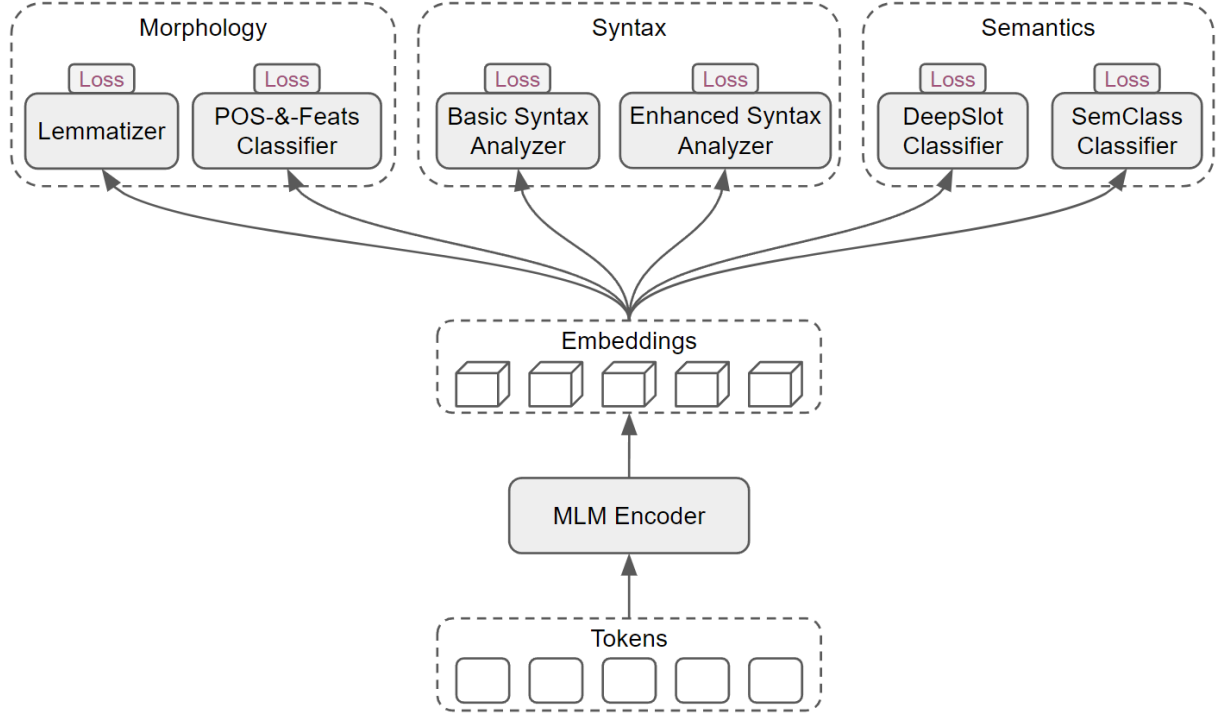 Morphology
Syntax
Semantics
Loss
Loss
Loss
Loss
Loss
Loss
Lemmatizer
POS-&-Feats
Classifier
Basic Syntax
Analyzer
Enhanced Syntax
Analyzer
DeepSlot
Classifier
SemClass
Classifier
Embeddings
MLM Encoder
Tokens